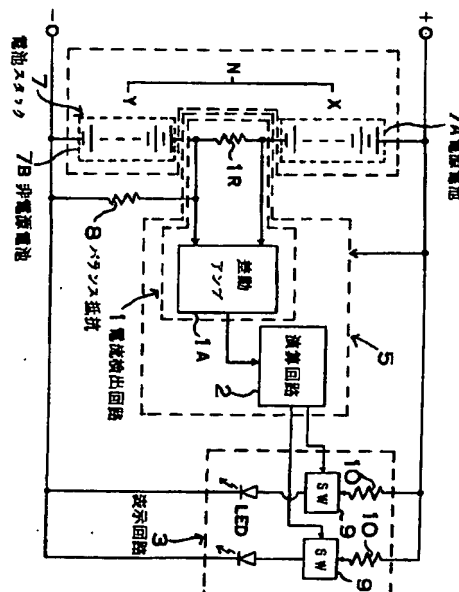 +
7A 電源電池
X
N
Y
1R
7
電池スタック
7B 非電源電池
8 バランス抵抗
差動
アンプ
1A
1 電流検出回路
5
演算回路
2
10
10
SW
9
SW
9
LED
表示回路
3
−